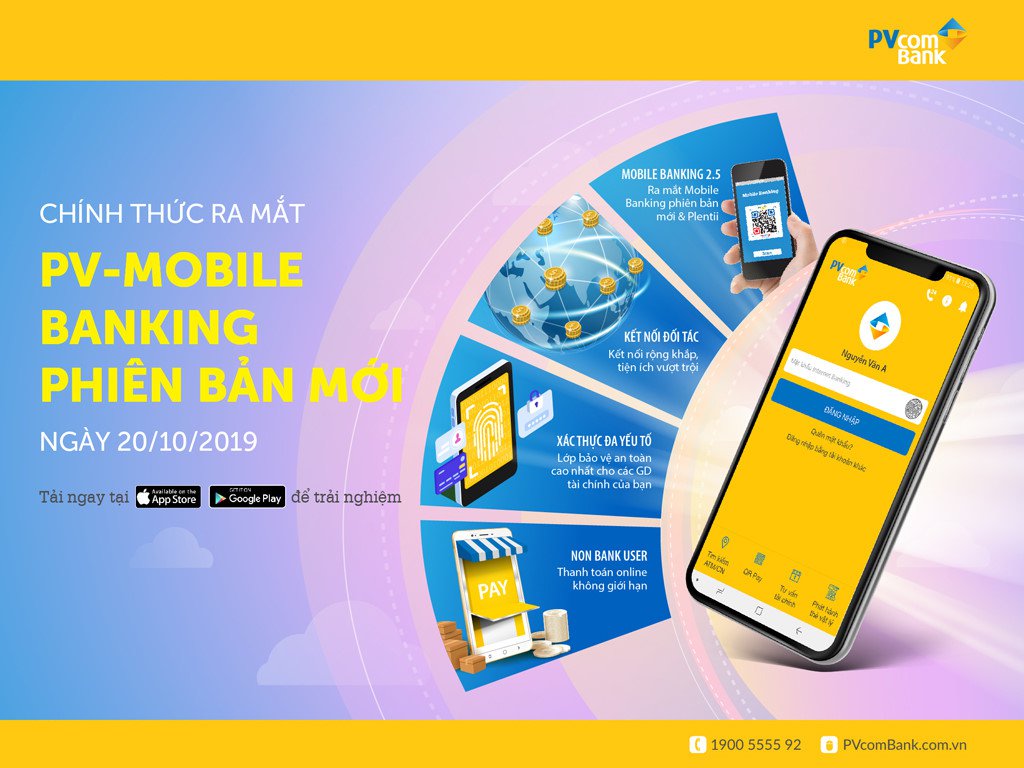 PVcom
Bank
CHÍNH THỨC RA MẮT
PV-MOBILE
BANKING
PHIÊN BẢN MỚI
NGÀY 20/10/2019
Tải ngay tại
Available on the
App Store
GET IT ON
Google Play
để trải nghiệm
MOBILE BANKING 2.5
Ra mắt Mobile
Banking phiên bản
mới & Plentii
Mobile Banking
Scan
KẾT NỐI ĐỐI TÁC
Kết nối rộng khắp,
tiện ích vượt trội
XÁC THỰC ĐA YẾU TỐ
Lớp bảo vệ an toàn
cao nhất cho các GD
tài chính của bạn
NON BANK USER
Thanh toán online
không giới hạn
PAY
PVcom
Bank
Nguyễn Văn A
Mật khẩu Internet Banking
ĐĂNG NHẬP
Quên mật khẩu?
Đăng nhập bằng tài khoản khác
Tìm kiếm
ATM/CN
QR Pay
Tư vấn
tài chính
Phát hành
thẻ vật lý
1900 5555 92
PVcomBank.com.vn